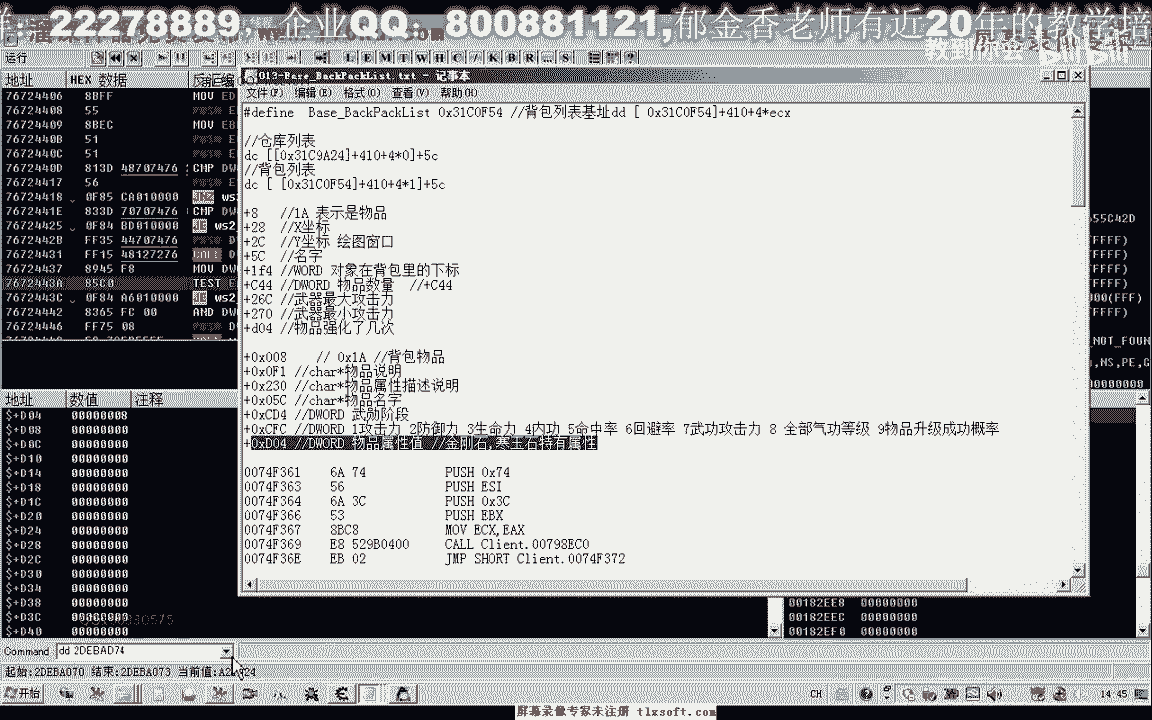 22278889，企业QQ：800881121,郁金香老师有近20年的教学
运行
L E M T W H C / K B R ... S
地址 HEX 数据 反汇编
013-Base_BackPackList.txt - 记事本
文件(F) 编辑(E) 格式(O) 查看(V) 帮助(H)
#define Base_BackPackList 0x31C0F54 //背包列表基址dd [ 0x31C0F54]+410+4*ecx
//仓库列表
dc [[0x31C9A24]+410+4*0]+5c
//背包列表
dc [ [0x31C0F54]+410+4*1]+5c
+8 //1A 表示是物品
+28 //X坐标
+2C //Y坐标 绘图窗口
+5C //名字
+1f4 //WORD 对象在背包里的下标
+C44 //DWORD 物品数量 //+C44
+26C //武器最大攻击力
+270 //武器最小攻击力
+d04 //物品强化了几次
+0x008 // 0x1A //背包物品
+0x0F1 //char*物品说明
+0x230 //char*物品属性描述说明
+0x05C //char*物品名字
+0xCD4 //DWORD 武勋阶段
+0xCFC //DWORD 1攻击力 2防御力 3生命力 4内功 5命中率 6回避率 7武功攻击力 8 全部气功等级 9物品升级成功概率
+0xD04 //DWORD 物品属性值 //金刚石,寒玉石特有属性
0074F361 6A 74 PUSH 0x74
0074F363 56 PUSH ESI
0074F364 6A 3C PUSH 0x3C
0074F366 53 PUSH EBX
0074F367 8BC8 MOV ECX,EAX
0074F369 E8 529B0400 CALL Client.00798EC0
0074F36E EB 02 JMP SHORT Client.0074F372
76724406 8BFF MOV ED
76724408 55
76724409 8BEC MOV EB
7672440B 51
7672440C 51
7672440D 813D 48707476 CMP DW
76724417 56
76724418 0F85 CA010000 ws2
7672441E 833D 70707476 CMP DW
76724425 0F84 BD010000 ws2
7672442B FF35 44707476
76724431 FF15 48127276
76724437 8945 F8 MOV DW
7672443A 85C0 TEST E
7672443C 0F84 A6010000 ws2
76724442 8365 FC 00 AND DW
76724446 FF75 08
55C42D
FFFF)
FFFF)
FFFF)
FFFF)
00(FFF)
FFFF)
_NOT_FOUN
,NS,PE,G
地址 数值 注释
$+D04 00000008
$+D08 00000000
$+D0C 00000000
$+D10 00000000
$+D14 00000000
$+D18 00000000
$+D1C 00000000
$+D20 00000000
$+D24 00000000
$+D28 00000000
$+D2C 00000000
$+D30 00000000
$+D34 00000000
$+D38 00000000
$+D3C
$+D40 00000000
00182EE8 00000000
00182EEC 00000000
00182EF0 00000000
Command dd 2DEBAD74
起始:2DEBA070 结束:2DEBA073 当前值:
开始 CH 14:45
屏幕录像专家未注册 tlxsoft.com